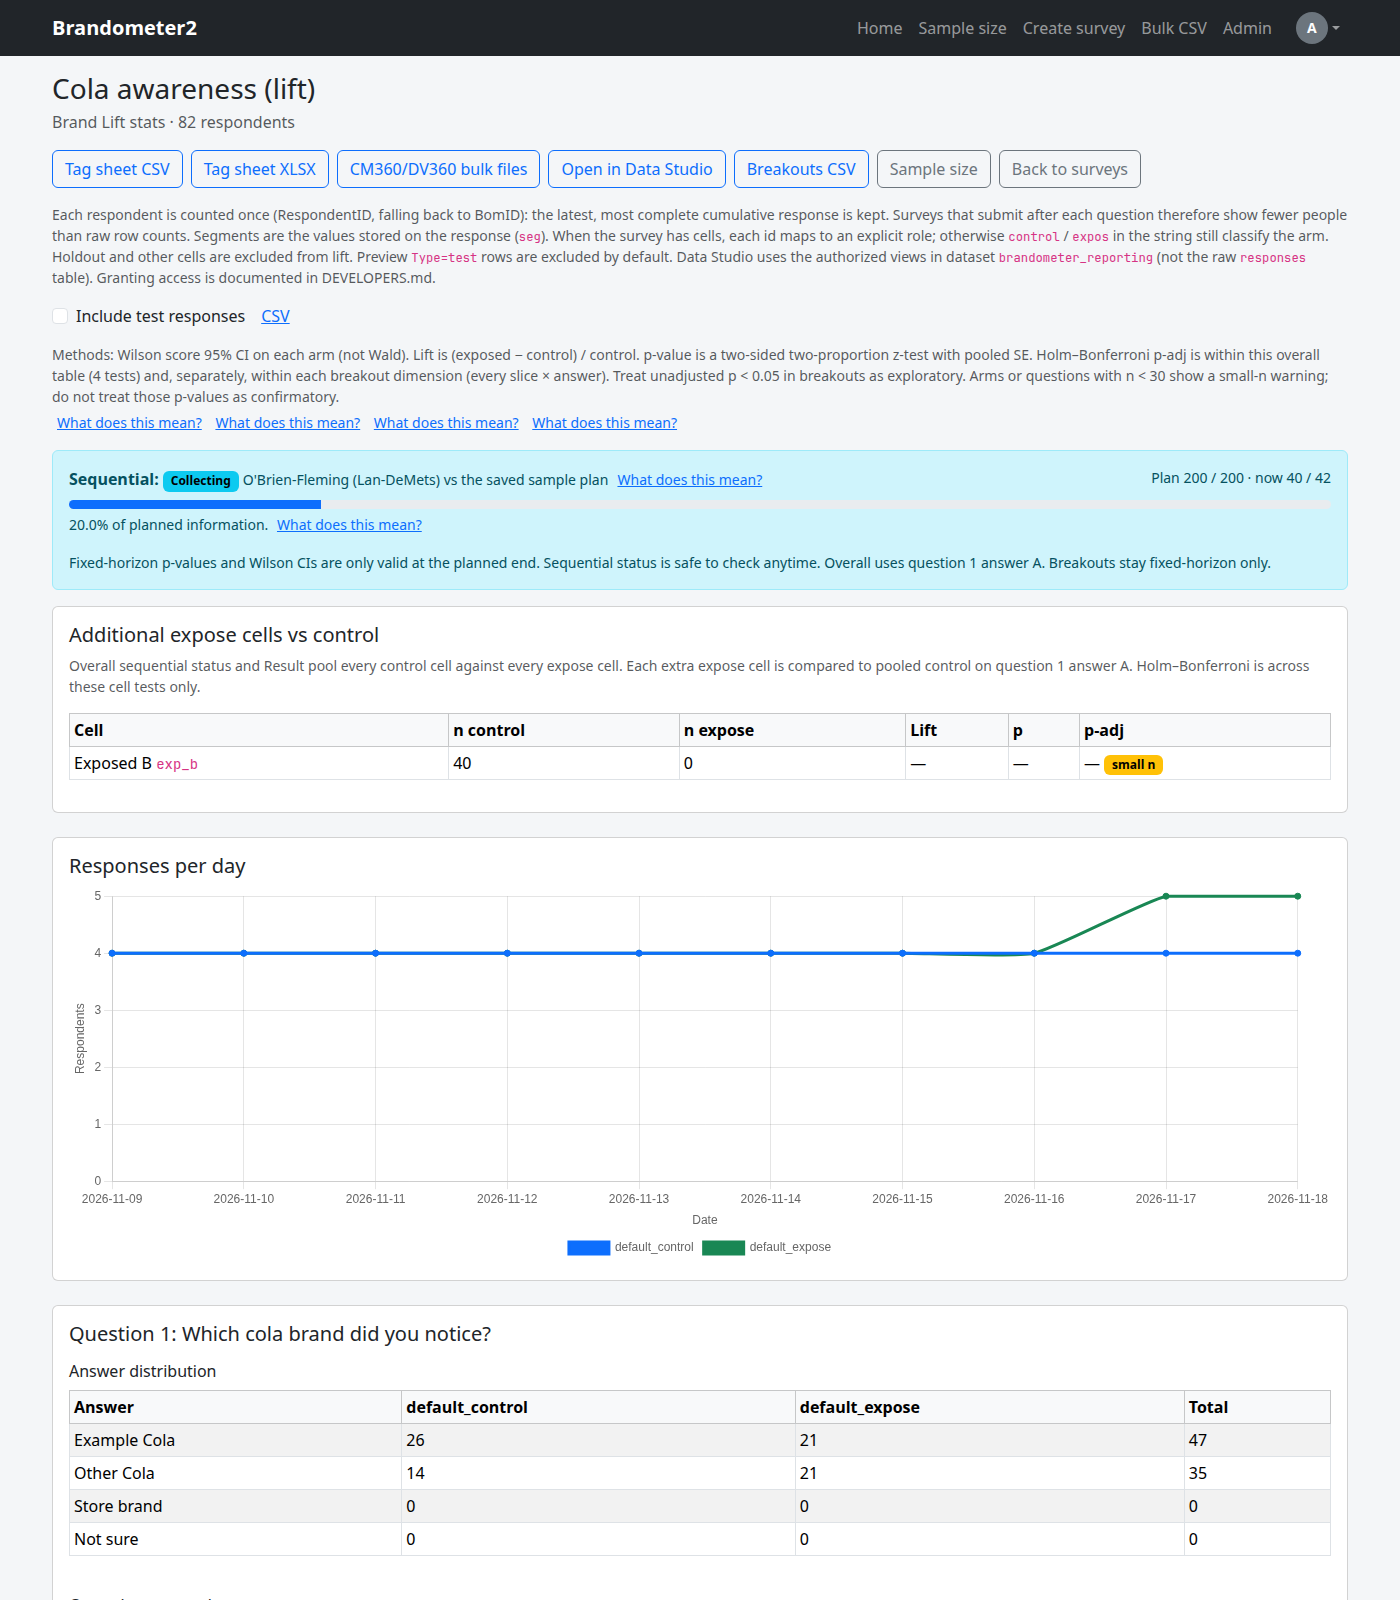 Brandometer2
Home Sample size Create survey Bulk CSV Admin A
Cola awareness (lift)
Brand Lift stats · 82 respondents
Tag sheet CSV Tag sheet XLSX CM360/DV360 bulk files Open in Data Studio Breakouts CSV Sample size Back to surveys
Each respondent is counted once (RespondentID, falling back to BomID): the latest, most complete cumulative response is kept. Surveys that submit after each question therefore show fewer people
than raw row counts. Segments are the values stored on the response (seg). When the survey has cells, each id maps to an explicit role; otherwise control / expos in the string still classify the arm.
Holdout and other cells are excluded from lift. Preview Type=test rows are excluded by default. Data Studio uses the authorized views in dataset brandometer_reporting (not the raw responses
table). Granting access is documented in DEVELOPERS.md.
Include test responses CSV
Methods: Wilson score 95% CI on each arm (not Wald). Lift is (exposed − control) / control. p-value is a two-sided two-proportion z-test with pooled SE. Holm–Bonferroni p-adj is within this overall
table (4 tests) and, separately, within each breakout dimension (every slice × answer). Treat unadjusted p < 0.05 in breakouts as exploratory. Arms or questions with n < 30 show a small-n warning;
do not treat those p-values as confirmatory.
What does this mean? What does this mean? What does this mean? What does this mean?
Sequential: Collecting O'Brien-Fleming (Lan-DeMets) vs the saved sample plan What does this mean? Plan 200 / 200 · now 40 / 42
20.0% of planned information. What does this mean?
Fixed-horizon p-values and Wilson CIs are only valid at the planned end. Sequential status is safe to check anytime. Overall uses question 1 answer A. Breakouts stay fixed-horizon only.
Additional expose cells vs control
Overall sequential status and Result pool every control cell against every expose cell. Each extra expose cell is compared to pooled control on question 1 answer A. Holm–Bonferroni is across
these cell tests only.
Cell n control n expose Lift p p-adj
Exposed B exp_b 40 0 — — — small n
Responses per day
5
4
3
2
1
0
Respondents
2026-11-09 2026-11-10 2026-11-11 2026-11-12 2026-11-13 2026-11-14 2026-11-15 2026-11-16 2026-11-17 2026-11-18
Date
default_control default_expose
Question 1: Which cola brand did you notice?
Answer distribution
Answer default_control default_expose Total
Example Cola 26 21 47
Other Cola 14 21 35
Store brand 0 0 0
Not sure 0 0 0